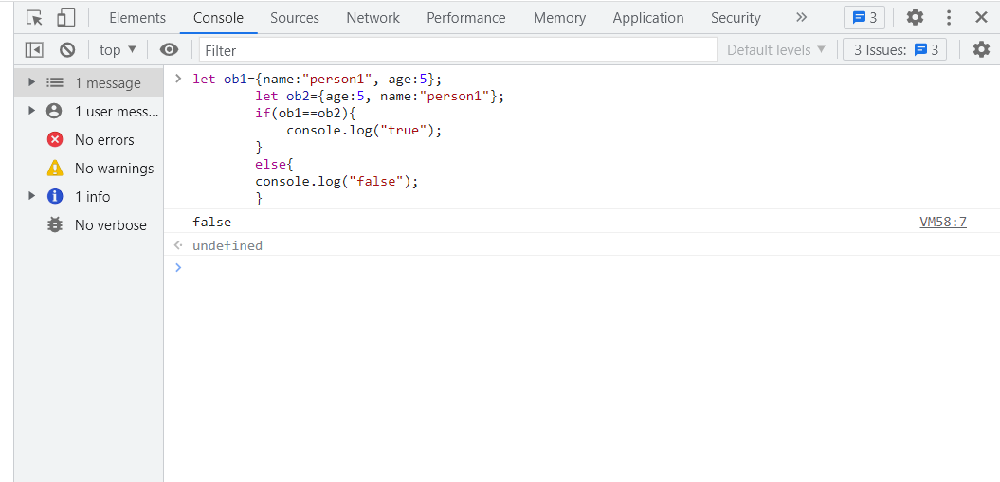 Elements Console Sources Network Performance Memory Application Security » 3
top Filter Default levels 3 Issues: 3
1 message
1 user mess...
No errors
No warnings
1 info
No verbose
let ob1={name:"person1", age:5};
let ob2={age:5, name:"person1"};
if(ob1==ob2){
console.log("true");
}
else{
console.log("false");
}
false VM58:7
undefined